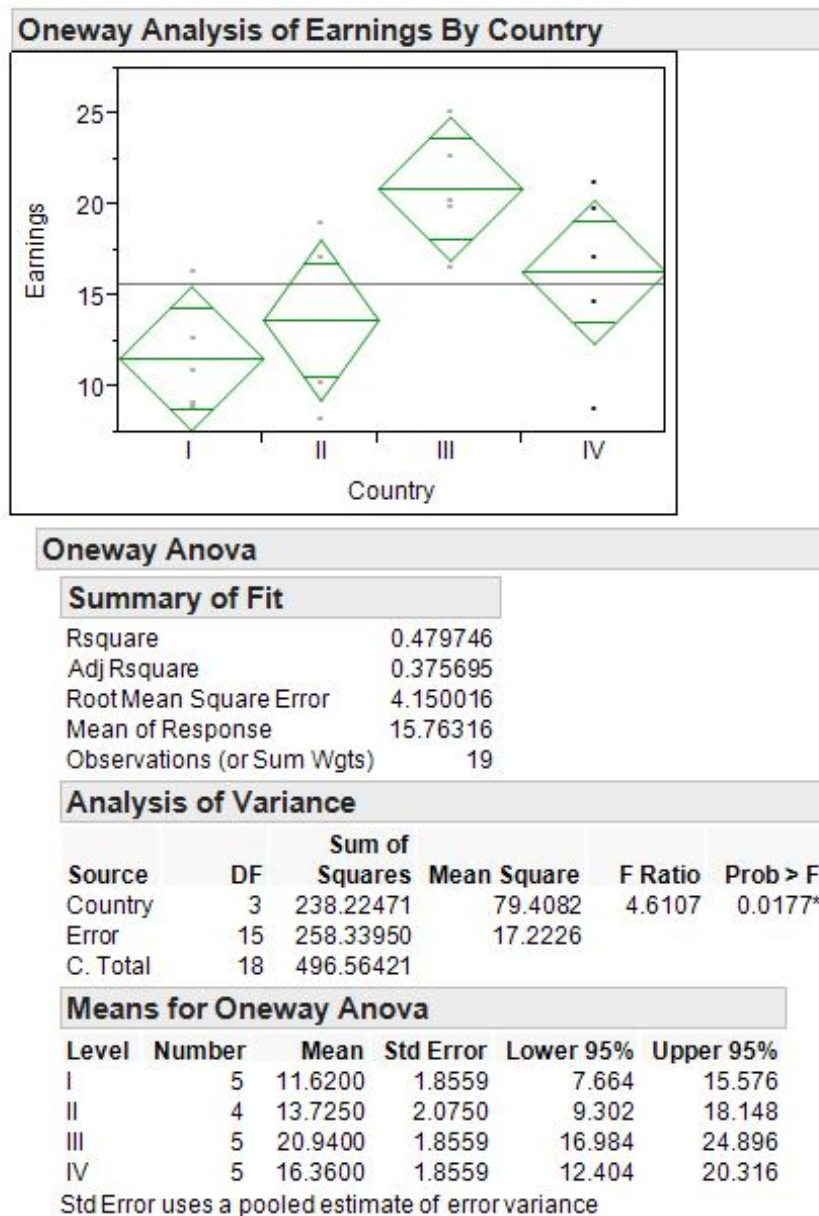 Oneway Analysis of Earnings By Country
25
20
15
10
Earnings
I II III IV
Country
Oneway Anova
Summary of Fit
Rsquare 0.479746
Adj Rsquare 0.375695
Root Mean Square Error 4.150016
Mean of Response 15.76316
Observations (or Sum Wgts) 19
Analysis of Variance
Sum of
Source DF Squares Mean Square F Ratio Prob > F
Country 3 238.22471 79.4082 4.6107 0.0177*
Error 15 258.33950 17.2226
C. Total 18 496.56421
Means for Oneway Anova
Level Number Mean Std Error Lower 95% Upper 95%
I 5 11.6200 1.8559 7.664 15.576
II 4 13.7250 2.0750 9.302 18.148
III 5 20.9400 1.8559 16.984 24.896
IV 5 16.3600 1.8559 12.404 20.316
Std Error uses a pooled estimate of error variance